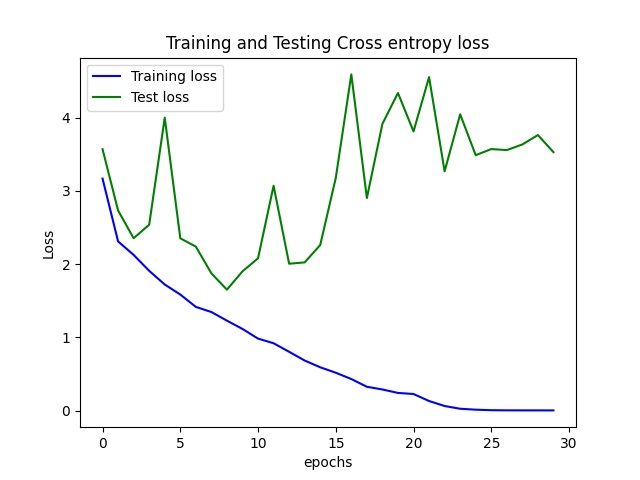 Training and Testing Cross entropy loss
Training loss
Test loss
4
3
2
1
0
Loss
0 5 10 15 20 25 30
epochs